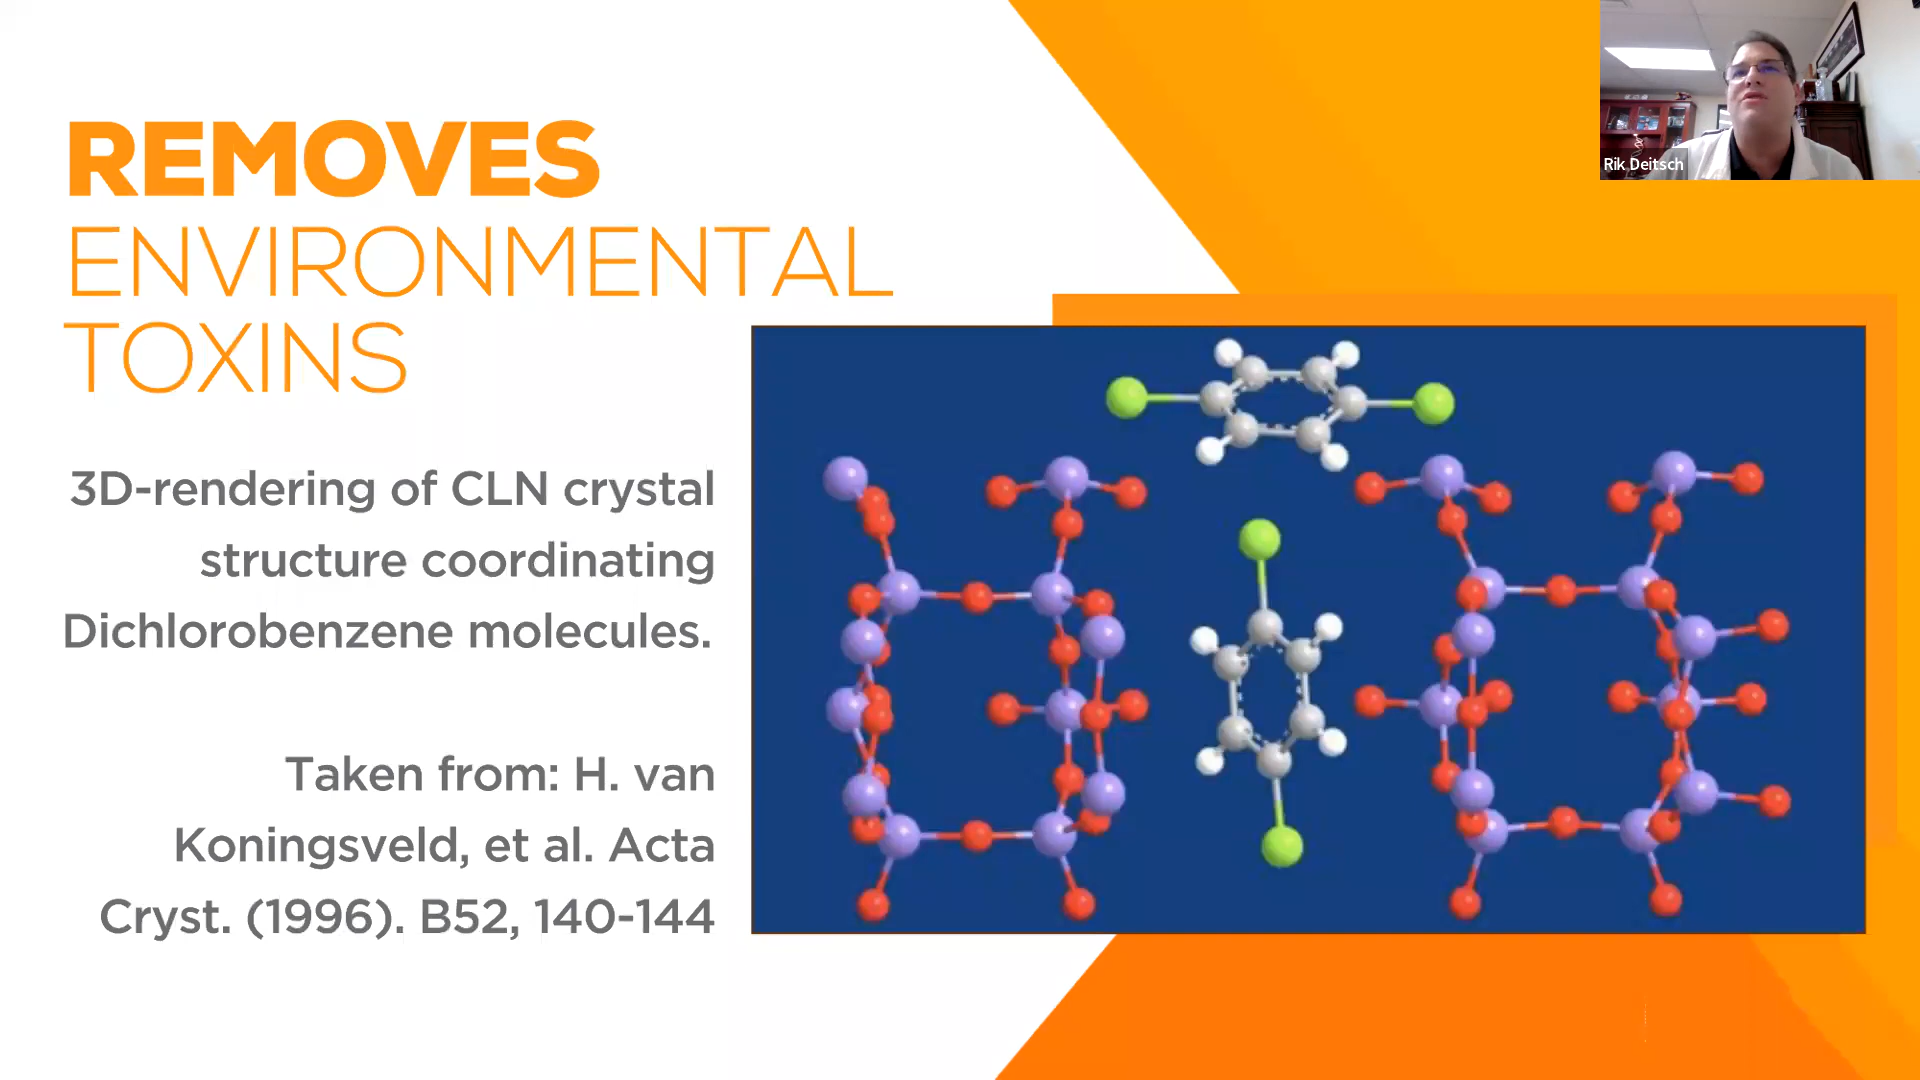 REMOVES
ENVIRONMENTAL
TOXINS
3D-rendering of CLN crystal
structure coordinating
Dichlorobenzene molecules.
Taken from: H. van
Koningsveld, et al. Acta
Cryst. (1996). B52, 140-144
Rik Deitsch